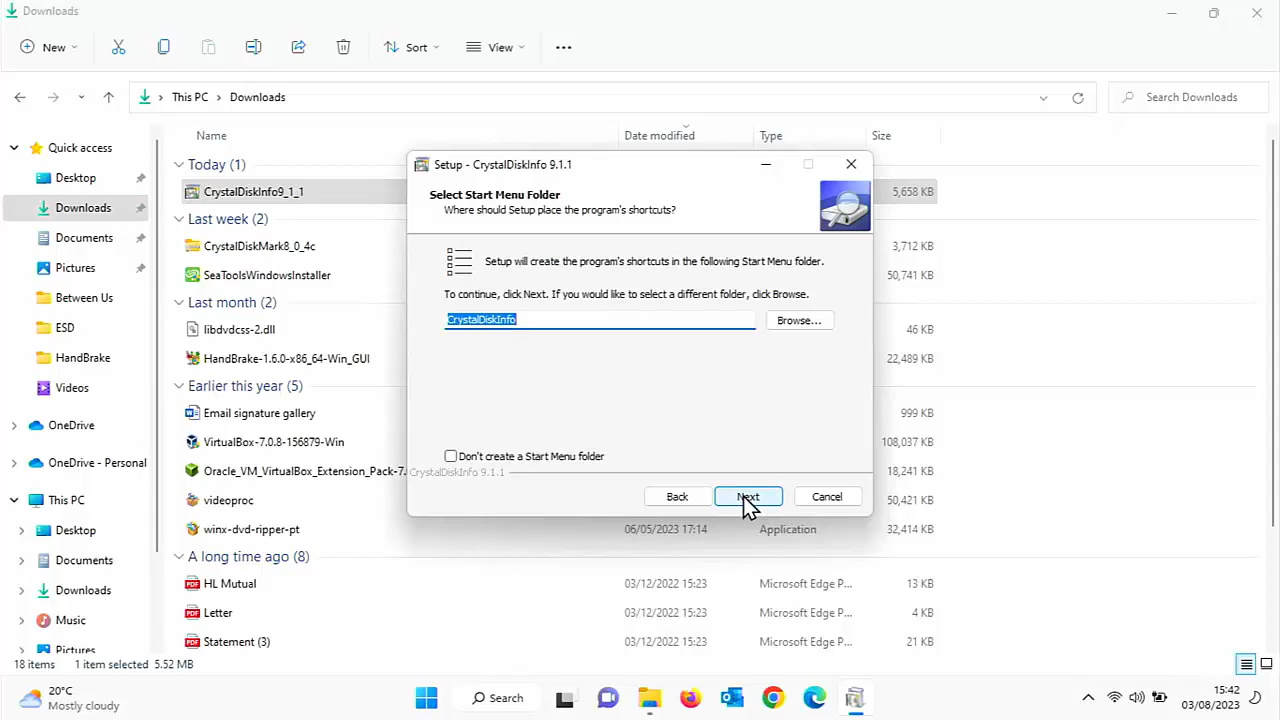 Downloads
New
Sort
View
This PC
Downloads
Search Downloads
Name
Date modified
Type
Size
Quick access
Desktop
Downloads
Documents
Pictures
Between Us
ESD
HandBrake
Videos
OneDrive
OneDrive - Personal
This PC
Desktop
Documents
Downloads
Music
Pictures
Today (1)
CrystalDiskInfo9_1_1
5,658 KB
Last week (2)
CrystalDiskMark8_0_4c
3,712 KB
SeaToolsWindowsInstaller
50,741 KB
Last month (2)
libdvdcss-2.dll
46 KB
HandBrake-1.6.0-x86_64-Win_GUI
22,489 KB
Earlier this year (5)
Email signature gallery
999 KB
VirtualBox-7.0.8-156879-Win
108,037 KB
Oracle_VM_VirtualBox_Extension_Pack-7.
18,241 KB
videoproc
50,421 KB
winx-dvd-ripper-pt
06/05/2023 17:14
Application
32,414 KB
A long time ago (8)
HL Mutual
03/12/2022 15:23
Microsoft Edge P...
13 KB
Letter
03/12/2022 15:23
Microsoft Edge P...
4 KB
Statement (3)
03/12/2022 15:23
Microsoft Edge P...
21 KB
Setup - CrystalDiskInfo 9.1.1
Select Start Menu Folder
Where should Setup place the program's shortcuts?
Setup will create the program's shortcuts in the following Start Menu folder.
To continue, click Next. If you would like to select a different folder, click Browse.
CrystalDiskInfo
Browse...
Don't create a Start Menu folder
CrystalDiskInfo 9.1.1
Back
Next
Cancel
18 items
1 item selected 5.52 MB
20°C
Mostly cloudy
Search
15:42
03/08/2023